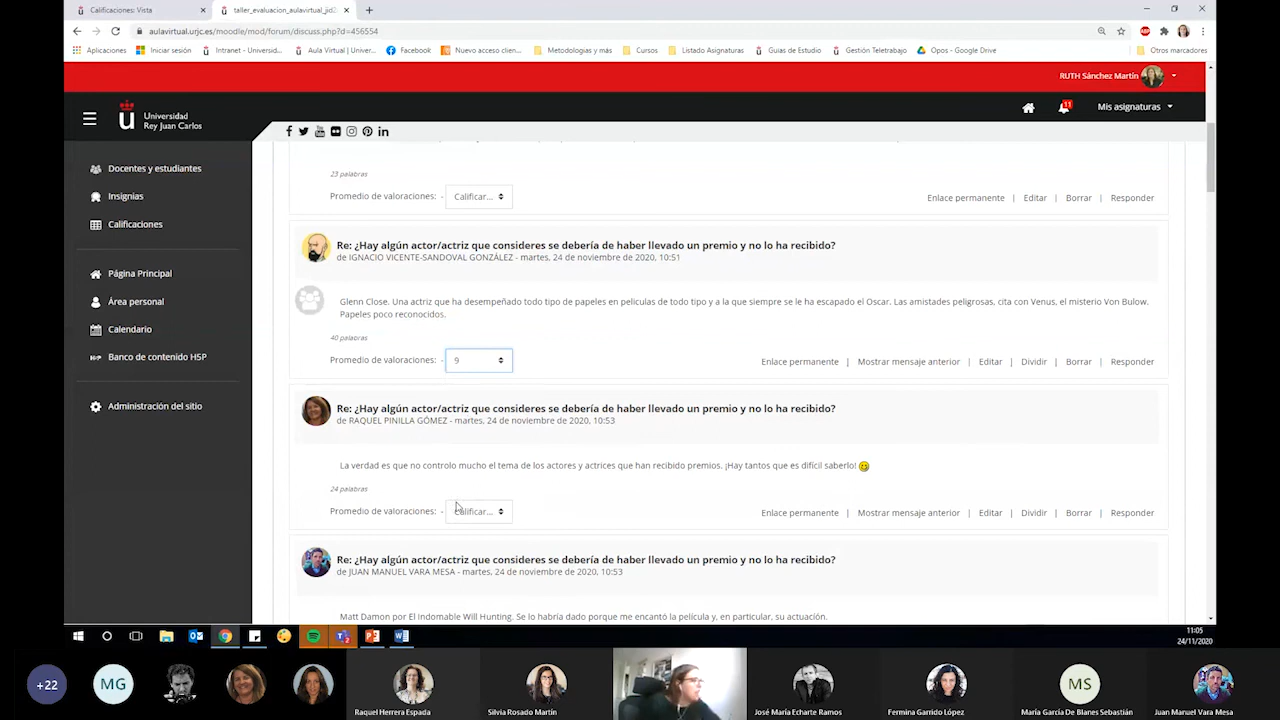 Calificaciones: Vista
taller_evaluacion_aulavirtual_jid2
aulavirtual.urjc.es/moodle/mod/forum/discuss.php?d=456554
Aplicaciones
Iniciar sesión
Intranet - Universid...
Aula Virtual | Univer...
Facebook
Nuevo acceso clien...
Metodologias y más
Cursos
Listado Asignaturas
Guias de Estudio
Gestión Teletrabajo
Opos - Google Drive
Otros marcadores
RUTH Sánchez Martín
Universidad
Rey Juan Carlos
11
Mis asignaturas
Docentes y estudiantes
Insignias
Calificaciones
Página Principal
Área personal
Calendario
Banco de contenido H5P
Administración del sitio
23 palabras
Promedio de valoraciones: - Calificar...
Enlace permanente | Editar | Borrar | Responder
Re: ¿Hay algún actor/actriz que consideres se debería de haber llevado un premio y no lo ha recibido?
de IGNACIO VICENTE-SANDOVAL GONZÁLEZ - martes, 24 de noviembre de 2020, 10:51
Glenn Close. Una actriz que ha desempeñado todo tipo de papeles en peliculas de todo tipo y a la que siempre se le ha escapado el Oscar. Las amistades peligrosas, cita con Venus, el misterio Von Bulow.
Papeles poco reconocidos.
40 palabras
Promedio de valoraciones: - 9
Enlace permanente | Mostrar mensaje anterior | Editar | Dividir | Borrar | Responder
Re: ¿Hay algún actor/actriz que consideres se debería de haber llevado un premio y no lo ha recibido?
de RAQUEL PINILLA GÓMEZ - martes, 24 de noviembre de 2020, 10:53
La verdad es que no controlo mucho el tema de los actores y actrices que han recibido premios. ¡Hay tantos que es difícil saberlo!
24 palabras
Promedio de valoraciones: - Calificar...
Enlace permanente | Mostrar mensaje anterior | Editar | Dividir | Borrar | Responder
Re: ¿Hay algún actor/actriz que consideres se debería de haber llevado un premio y no lo ha recibido?
de JUAN MANUEL VARA MESA - martes, 24 de noviembre de 2020, 10:53
Matt Damon por El Indomable Will Hunting. Se lo habría dado porque me encantó la película y, en particular, su actuación.
11:05
24/11/2020
+22
MG
MS
Raquel Herrera Espada
Silvia Rosado Martín
José María Echarte Ramos
Fermina Garrido López
María García De Blanes Sebastián
Juan Manuel Vara Mesa